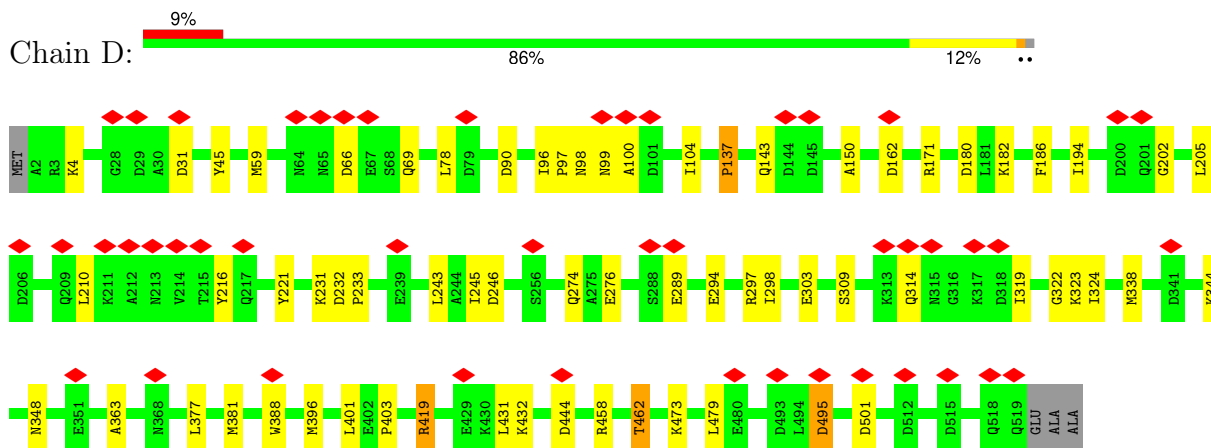 9%
Chain D:
86% 12% ••
MET A2 R3 K4 G28 D29 A30 D31 Y45 M59 N64 N65 D66 E67 S68 Q69 L78 D79 D90 I96 P97 N98 N99 A100 D101 I104 P137 Q143 D144 D145 A150 D162 R171 D180 L181 K182 F186 I194 D200 Q201 G202 L205
D206 Q209 L210 K211 A212 N213 V214 T215 Y216 Q217 Y221 K231 D232 P233 E239 L243 A244 I245 D246 S256 Q274 A275 E276 S288 E289 E294 R297 I298 E303 S309 K313 Q314 N315 G316 K317 D318 I319 G322 K323 I324 M338 D341 K344
N348 E351 A363 N368 L377 M381 W388 M396 L401 E402 P403 R419 E429 K430 L431 K432 D444 R458 T462 K473 L479 E480 D493 L494 D495 D501 D512 D515 Q518 Q519 GLU ALA ALA